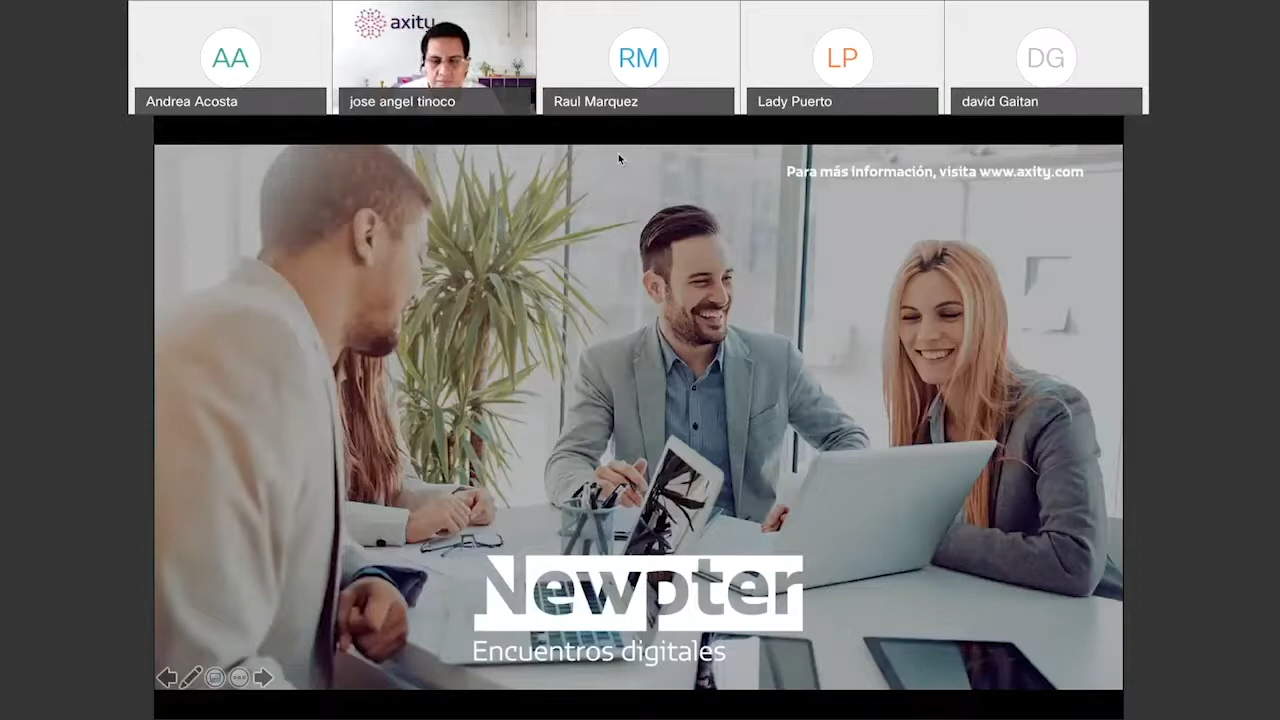 AA
Andrea Acosta
axity
jose angel tinoco
RM
Raul Marquez
LP
Lady Puerto
DG
david Gaitan
Para más información, visita www.axity.com
Newpter
Encuentros digitales